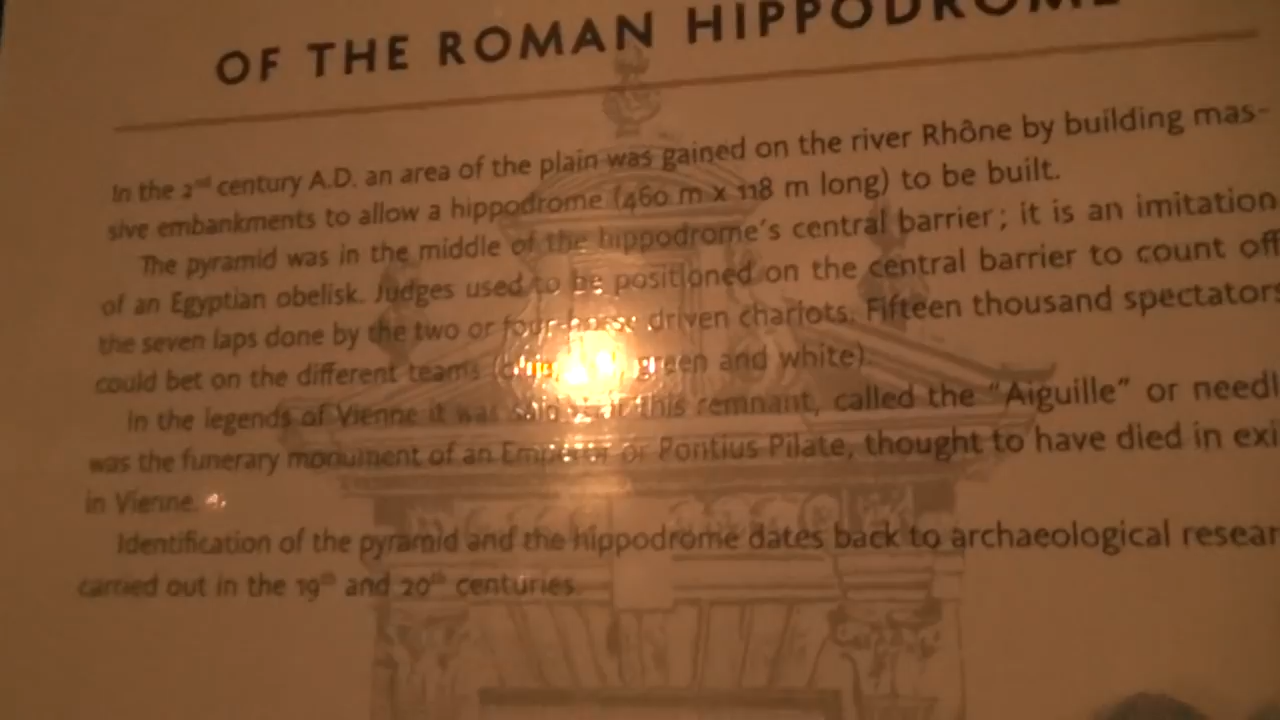 OF THE ROMAN HIPPODROME
In the 2nd century A.D. an area of the plain was gained on the river Rhône by building mas-
sive embankments to allow a hippodrome (460 m x 118 m long) to be built.
The pyramid was in the middle of the hippodrome's central barrier ; it is an imitation
of an Egyptian obelisk. Judges used to be positioned on the central barrier to count off
the seven laps done by the two or four-horse driven chariots. Fifteen thousand spectators
could bet on the different teams green and white).
In the legends of Vienne it was this remnant, called the "Aiguille" or needl
was the funerary monument of an Emperor or Pontius Pilate, thought to have died in exi
in Vienne.
Identification of the pyramid and the hippodrome dates back to archaeological resear
carried out in the 19th and 20th centuries.